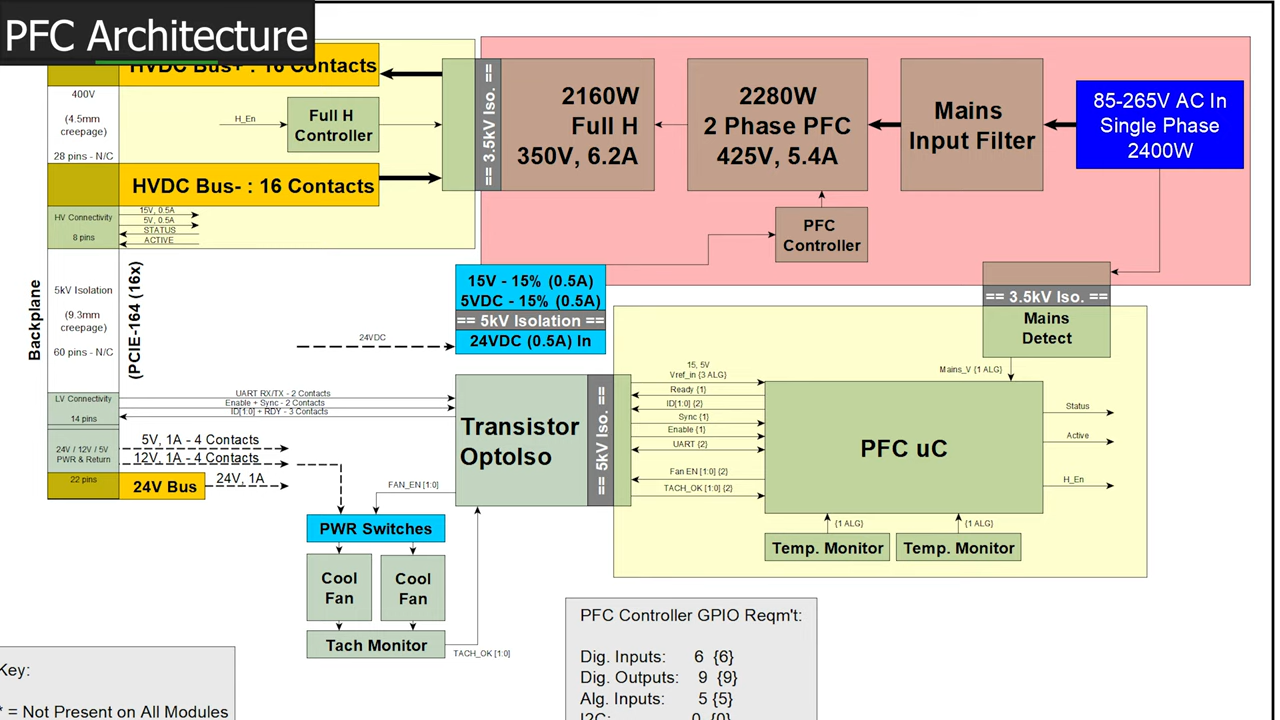 PFC Architecture
HVDC Bus+ : 16 Contacts
400V
(4.5mm
creepage)
28 pins - N/C
H_En
Full H
Controller
HVDC Bus- : 16 Contacts
HV Connectivity
8 pins
15V, 0.5A
5V, 0.5A
STATUS
ACTIVE
== 3.5kV Iso. ==
2160W
Full H
350V, 6.2A
2280W
2 Phase PFC
425V, 5.4A
Mains
Input Filter
85-265V AC In
Single Phase
2400W
PFC
Controller
Backplane
5kV Isolation
(9.3mm
creepage)
60 pins - N/C
(PCIE-164 (16x)
15V - 15% (0.5A)
5VDC - 15% (0.5A)
== 5kV Isolation ==
24VDC (0.5A) In
24VDC
== 3.5kV Iso. ==
Mains
Detect
Mains_V {1 ALG}
LV Connectivity
14 pins
UART RX/TX - 2 Contacts
Enable + Sync - 2 Contacts
ID[1:0] + RDY - 3 Contacts
Transistor
OptoIso
== 5kV Iso. ==
15, 5V
Vref_in {3 ALG}
Ready {1}
ID[1:0] {2}
Sync {1}
Enable {1}
UART {2}
Fan EN [1:0] {2}
TACH_OK [1:0] {2}
PFC uC
Status
Active
H_En
24V / 12V / 5V
PWR & Return
22 pins
5V, 1A - 4 Contacts
12V, 1A - 4 Contacts
24V Bus
24V, 1A
FAN_EN [1:0]
PWR Switches
Cool
Fan
Cool
Fan
Tach Monitor
TACH_OK [1:0]
{1 ALG}
{1 ALG}
Temp. Monitor
Temp. Monitor
PFC Controller GPIO Reqm't:
Dig. Inputs: 6 {6}
Dig. Outputs: 9 {9}
Alg. Inputs: 5 {5}
I2C: 0 {0}
Key:
* = Not Present on All Modules